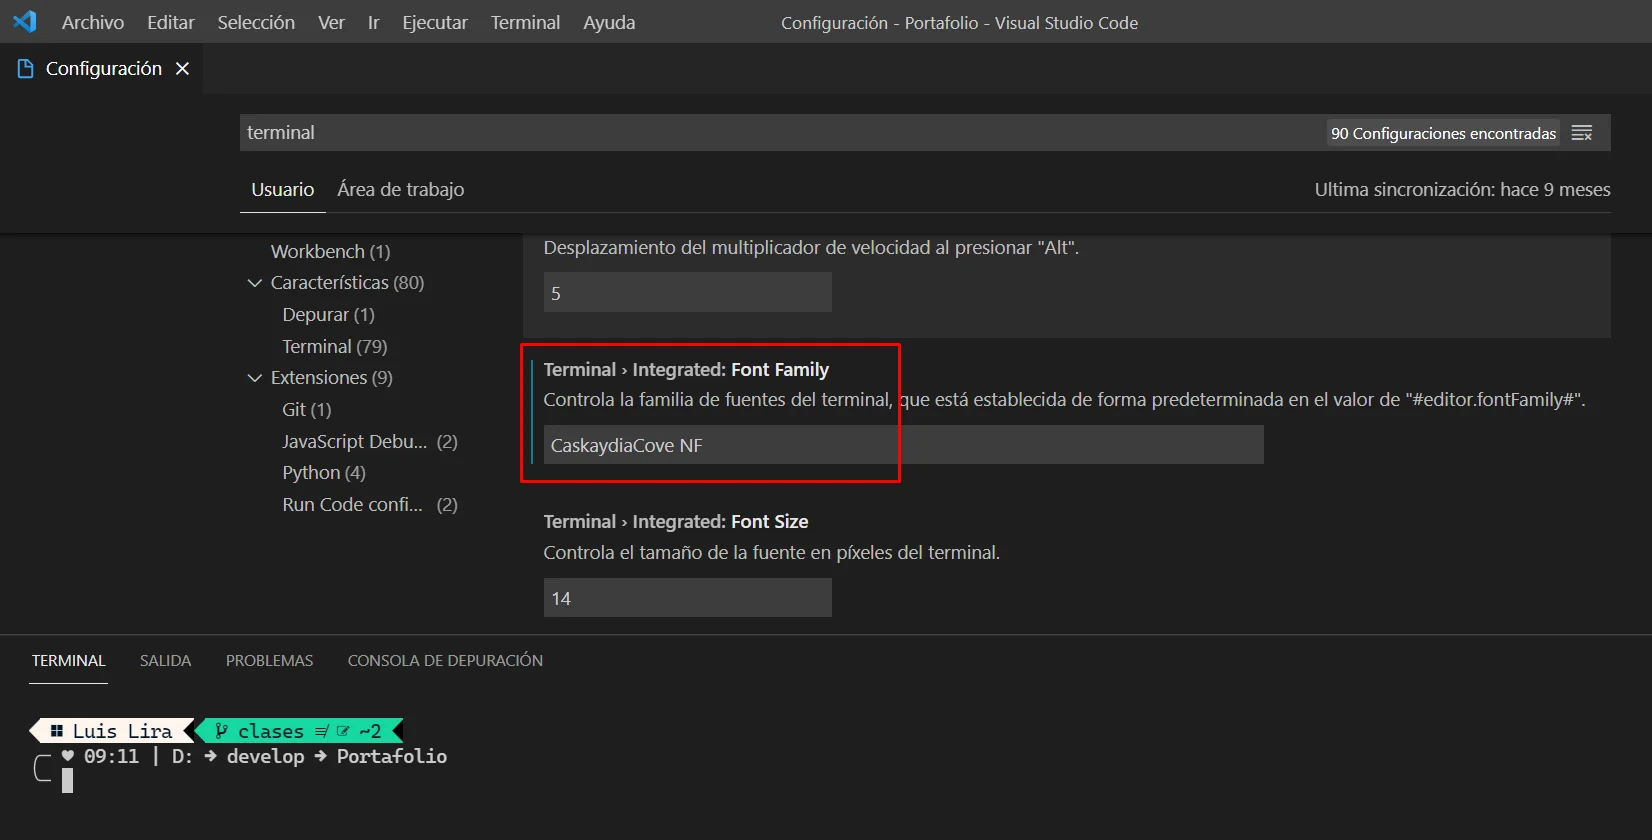 Archivo Editar Selección Ver Ir Ejecutar Terminal Ayuda Configuración - Portafolio - Visual Studio Code
Configuración
terminal 90 Configuraciones encontradas
Usuario Área de trabajo Ultima sincronización: hace 9 meses
Workbench (1)
Características (80)
Depurar (1)
Terminal (79)
Extensiones (9)
Git (1)
JavaScript Debu... (2)
Python (4)
Run Code confi... (2)
Desplazamiento del multiplicador de velocidad al presionar "Alt".
5
Terminal › Integrated: Font Family
Controla la familia de fuentes del terminal, que está establecida de forma predeterminada en el valor de "#editor.fontFamily#".
CaskaydiaCove NF
Terminal › Integrated: Font Size
Controla el tamaño de la fuente en píxeles del terminal.
14
TERMINAL SALIDA PROBLEMAS CONSOLA DE DEPURACIÓN
Luis Lira clases ≢ ~2
♥ 09:11 | D: → develop → Portafolio